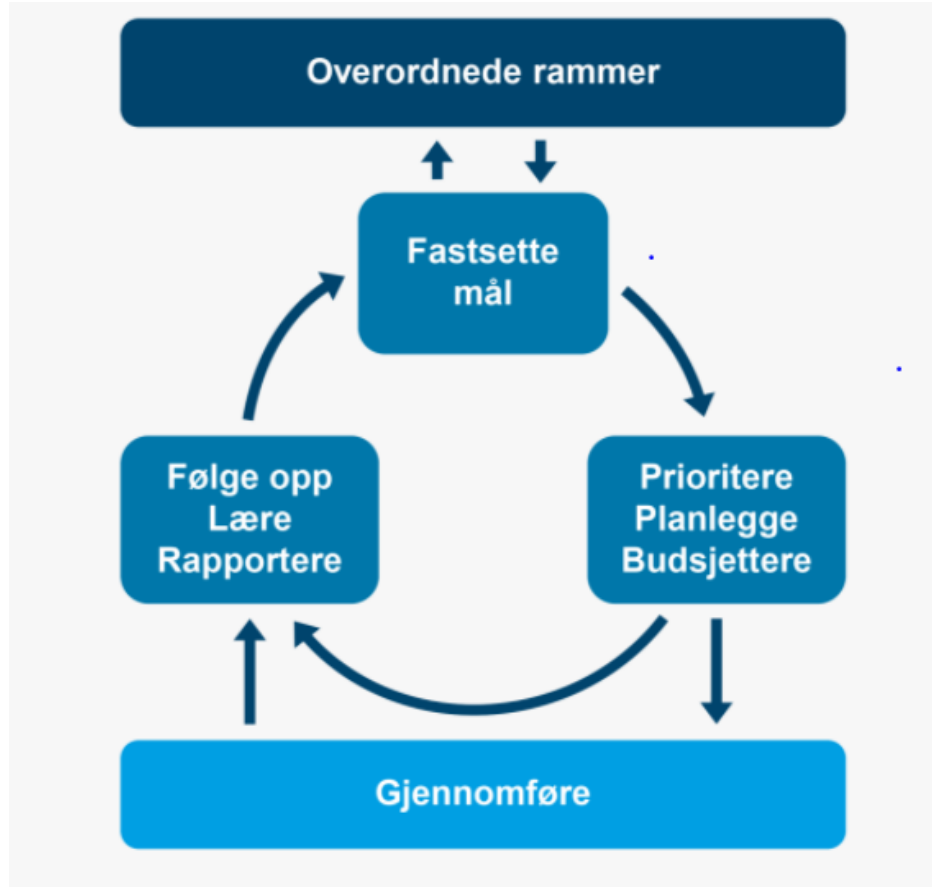 Overordnede rammer
Fastsette
mål
Følge opp
Lære
Rapportere
Prioritere
Planlegge
Budsjettere
Gjennomføre